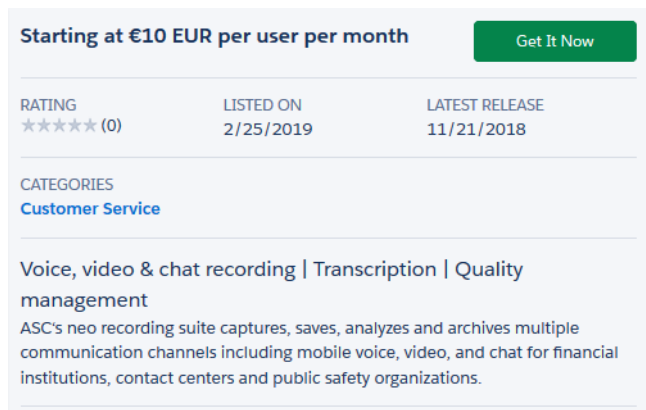 Starting at €10 EUR per user per month
Get It Now
RATING
★★★★★ (0)
LISTED ON
2/25/2019
LATEST RELEASE
11/21/2018
CATEGORIES
Customer Service
Voice, video & chat recording | Transcription | Quality
management
ASC's neo recording suite captures, saves, analyzes and archives multiple
communication channels including mobile voice, video, and chat for financial
institutions, contact centers and public safety organizations.